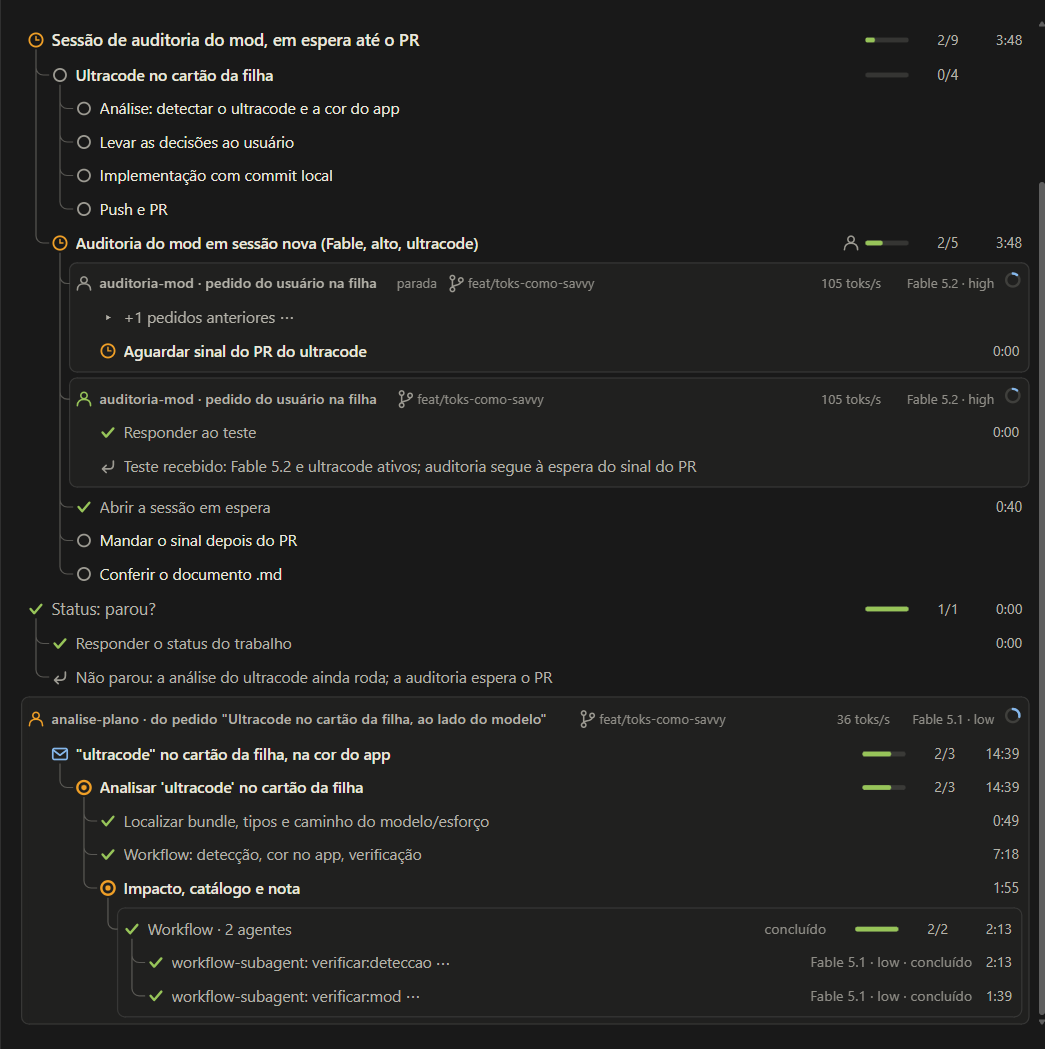 Sessão de auditoria do mod, em espera até o PR 2/9 3:48
Ultracode no cartão da filha 0/4
Análise: detectar o ultracode e a cor do app
Levar as decisões ao usuário
Implementação com commit local
Push e PR
Auditoria do mod em sessão nova (Fable, alto, ultracode) 2/5 3:48
auditoria-mod · pedido do usuário na filha parada feat/toks-como-savvy 105 toks/s Fable 5.2 · high
+1 pedidos anteriores ···
Aguardar sinal do PR do ultracode 0:00
auditoria-mod · pedido do usuário na filha feat/toks-como-savvy 105 toks/s Fable 5.2 · high
Responder ao teste 0:00
Teste recebido: Fable 5.2 e ultracode ativos; auditoria segue à espera do sinal do PR
Abrir a sessão em espera 0:40
Mandar o sinal depois do PR
Conferir o documento .md
Status: parou? 1/1 0:00
Responder o status do trabalho 0:00
Não parou: a análise do ultracode ainda roda; a auditoria espera o PR
analise-plano · do pedido "Ultracode no cartão da filha, ao lado do modelo" feat/toks-como-savvy 36 toks/s Fable 5.1 · low
"ultracode" no cartão da filha, na cor do app 2/3 14:39
Analisar 'ultracode' no cartão da filha 2/3 14:39
Localizar bundle, tipos e caminho do modelo/esforço 0:49
Workflow: detecção, cor no app, verificação 7:18
Impacto, catálogo e nota 1:55
Workflow · 2 agentes concluído 2/2 2:13
workflow-subagent: verificar:deteccao ··· Fable 5.1 · low · concluído 2:13
workflow-subagent: verificar:mod ··· Fable 5.1 · low · concluído 1:39